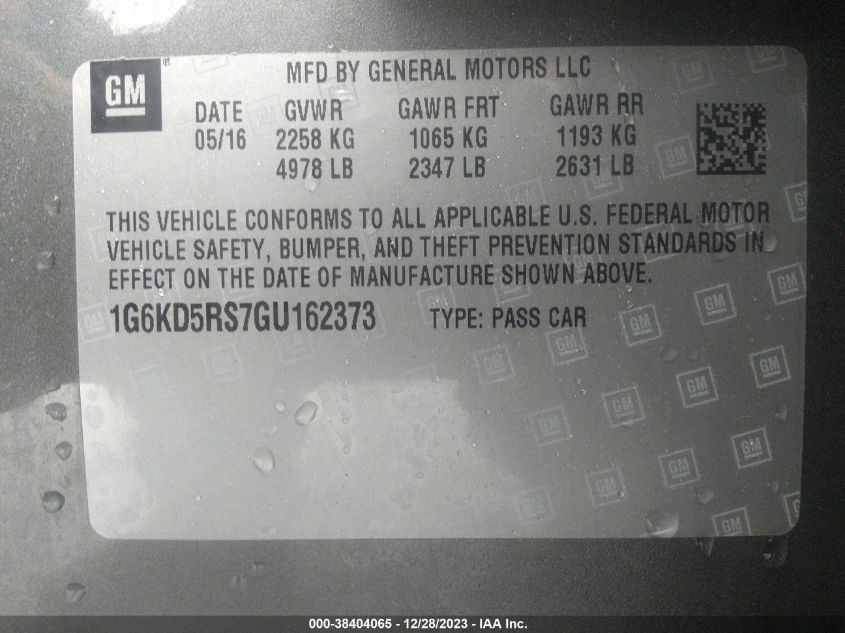 GM
MFD BY GENERAL MOTORS LLC
DATE GVWR GAWR FRT GAWR RR
05/16 2258 KG 1065 KG 1193 KG
4978 LB 2347 LB 2631 LB
THIS VEHICLE CONFORMS TO ALL APPLICABLE U.S. FEDERAL MOTOR
VEHICLE SAFETY, BUMPER, AND THEFT PREVENTION STANDARDS IN
EFFECT ON THE DATE OF MANUFACTURE SHOWN ABOVE.
1G6KD5RS7GU162373 TYPE: PASS CAR
000-38404065 - 12/28/2023 - IAA Inc.